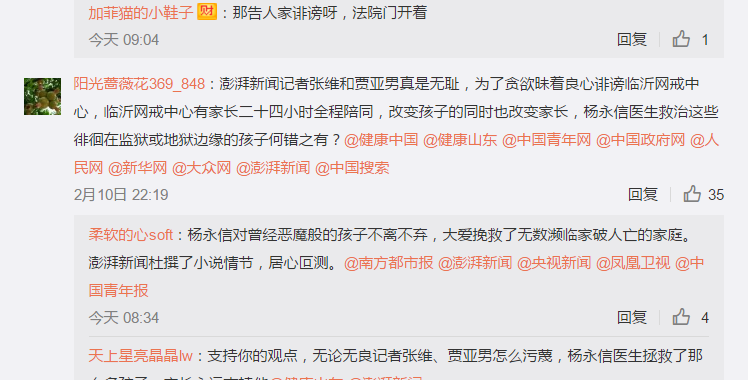 加菲猫的小鞋子 财：那告人家诽谤呀，法院门开着
今天 09:04 回复 1
阳光薔薇花369_848：澎湃新闻记者张维和贾亚男真是无耻，为了贪欲昧着良心诽谤临沂网戒中
心，临沂网戒中心有家长二十四小时全程陪同，改变孩子的同时也改变家长，杨永信医生救治这些
徘徊在监狱或地狱边缘的孩子何错之有？@健康中国 @健康山东 @中国青年网 @中国政府网 @人
民网 @新华网 @大众网 @澎湃新闻 @中国搜索
2月10日 22:19 回复 35
柔软的心soft：杨永信对曾经恶魔般的孩子不离不弃，大爱挽救了无数濒临家破人亡的家庭。
澎湃新闻杜撰了小说情节，居心叵测。@南方都市报 @澎湃新闻 @央视新闻 @凤凰卫视 @中
国青年报
今天 08:34 回复 4
天上星亮晶晶lw：支持你的观点，无论无良记者张维、贾亚男怎么污蔑，杨永信医生拯救了那